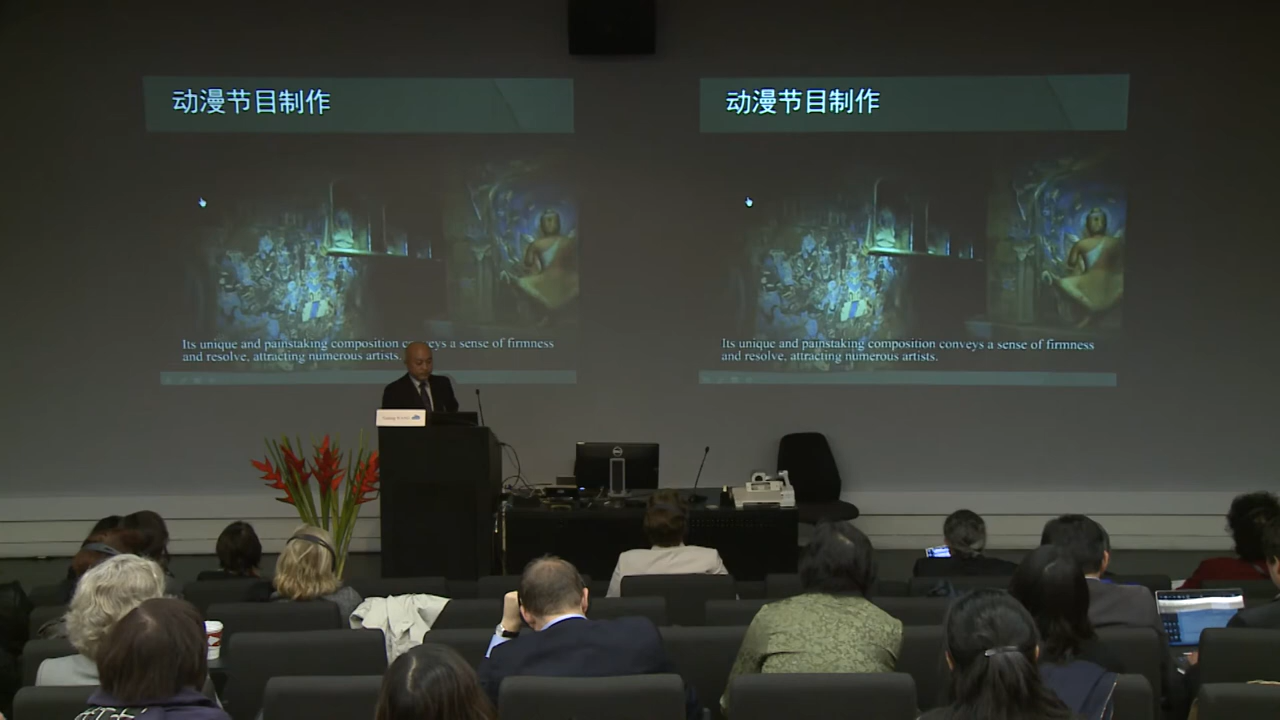 动漫节目制作
Its unique and painstaking composition conveys a sense of firmness
and resolve, attracting numerous artists.
动漫节目制作
Its unique and painstaking composition conveys a sense of firmness
and resolve, attracting numerous artists.
DELL